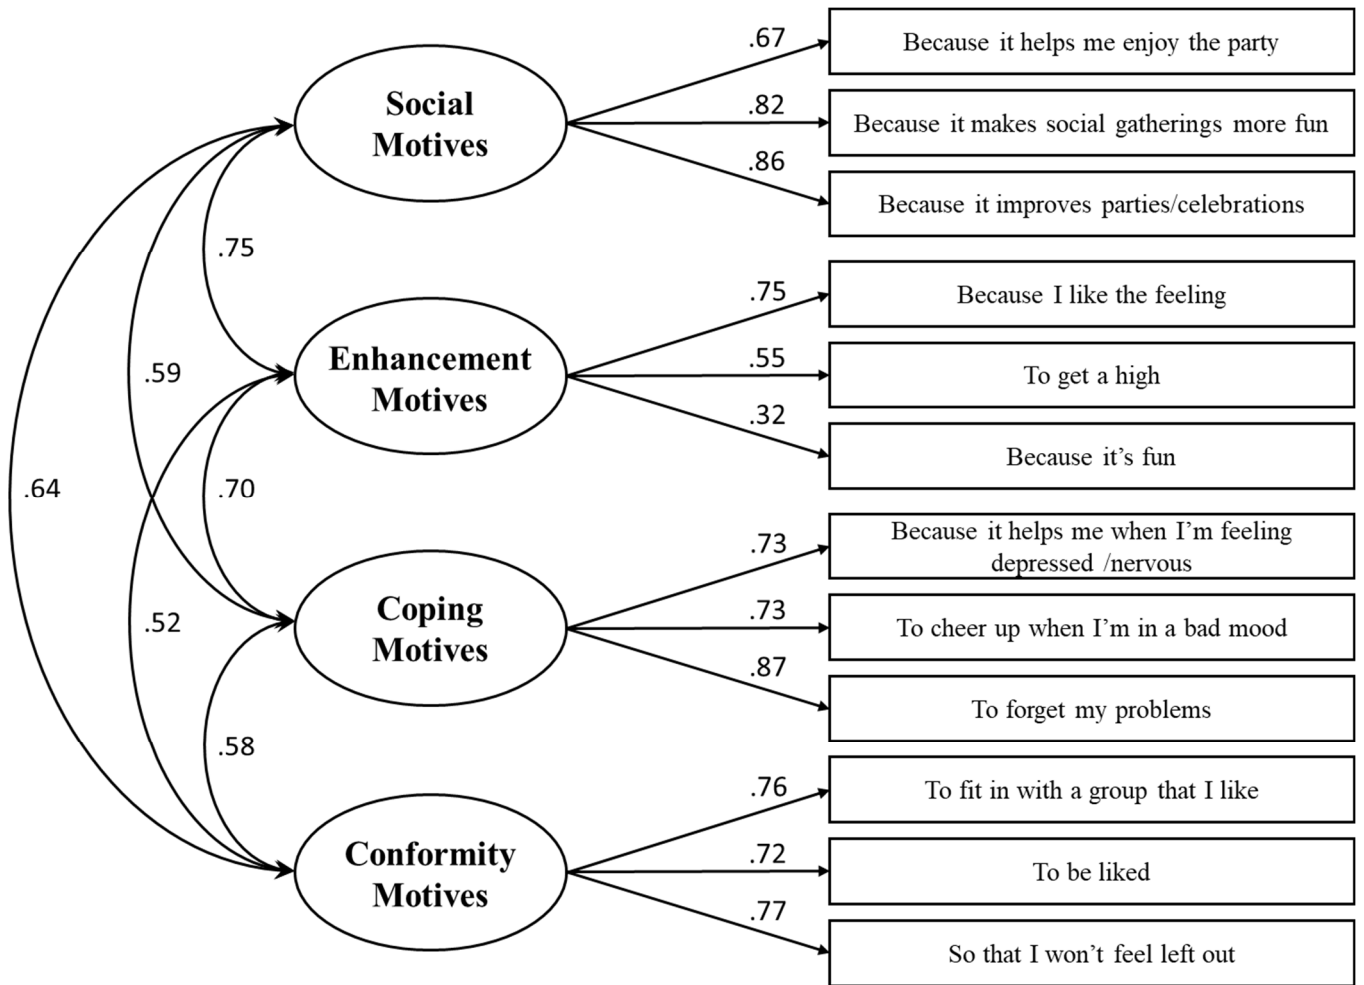 .67
Because it helps me enjoy the party
Social
Motives
.82
Because it makes social gatherings more fun
.86
Because it improves parties/celebrations
.75
.75
Because I like the feeling
Enhancement
Motives
.55
To get a high
.59
.32
Because it’s fun
.64
.70
.73
Because it helps me when I’m feeling
depressed /nervous
Coping
Motives
.73
To cheer up when I’m in a bad mood
.52
.87
To forget my problems
.58
.76
To fit in with a group that I like
Conformity
Motives
.72
To be liked
.77
So that I won’t feel left out